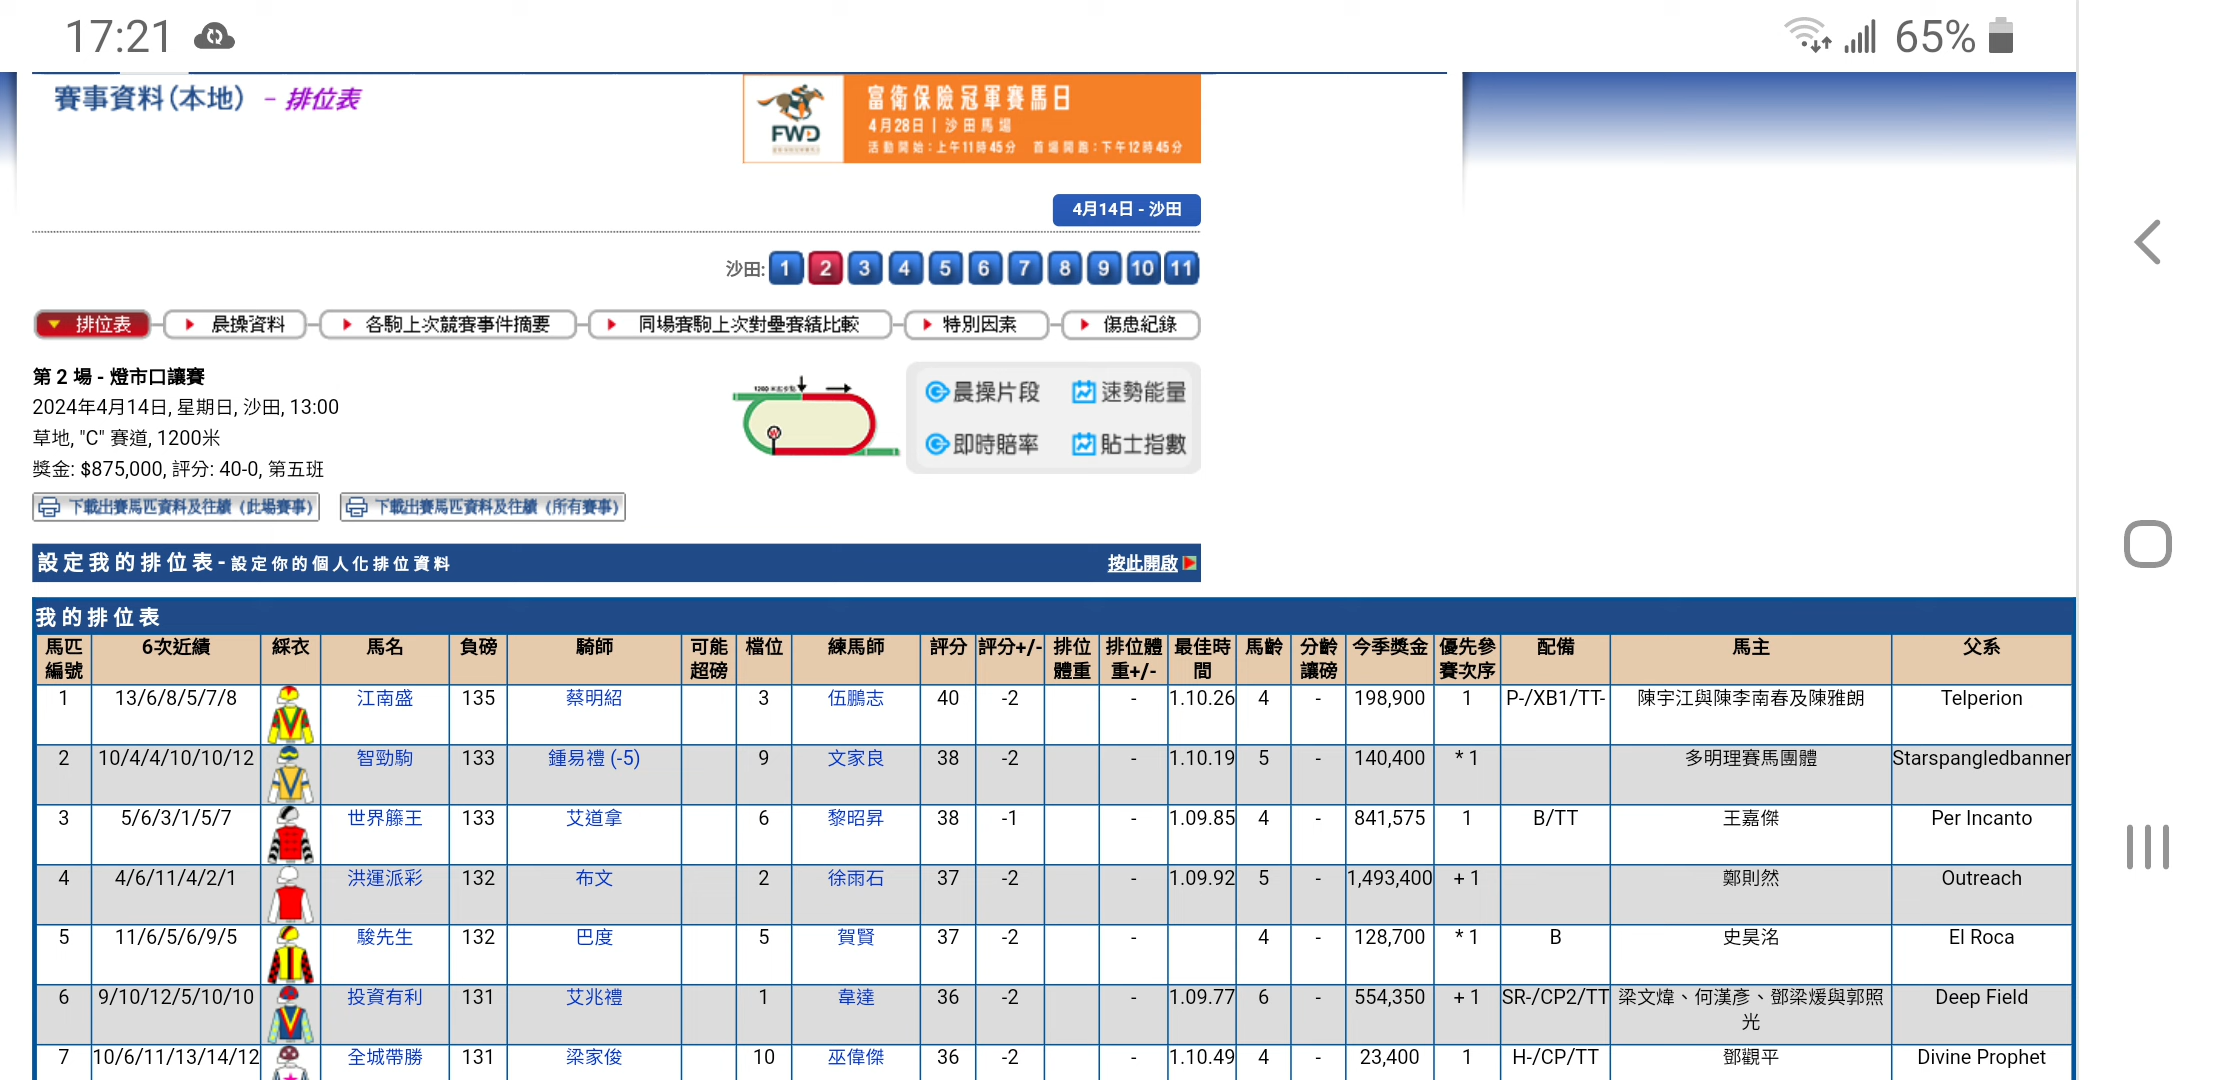 17:21 65%
賽事資料(本地) - 排位表
FWD
富衛保險冠軍賽馬日
4月28日 | 沙田馬場
活動開始:上午11時45分 首場開跑:下午12時45分
4月14日 - 沙田
沙田: 1 2 3 4 5 6 7 8 9 10 11
排位表 晨操資料 各駒上次競賽事件摘要 同場賽駒上次對壘賽績比較 特別因素 傷患紀錄
第 2 場 - 燈市口讓賽
2024年4月14日, 星期日, 沙田, 13:00
草地, "C" 賽道, 1200米
獎金: $875,000, 評分: 40-0, 第五班
晨操片段 速勢能量
即時賠率 貼士指數
下載出賽馬匹資料及往績 (此場賽事) 下載出賽馬匹資料及往績 (所有賽事)
設定我的排位表-設定你的個人化排位資料 按此開啟
我的排位表
馬匹編號 6次近績 綵衣 馬名 負磅 騎師 可能超磅 檔位 練馬師 評分 評分+/- 排位體重 排位體重+/- 最佳時間 馬齡 分齡讓磅 今季獎金 優先參賽次序 配備 馬主 父系
1 13/6/8/5/7/8 江南盛 135 蔡明紹 3 伍鵬志 40 -2 - 1.10.26 4 - 198,900 1 P-/XB1/TT- 陳宇江與陳李南春及陳雅朗 Telperion
2 10/4/4/10/10/12 智勁駒 133 鍾易禮 (-5) 9 文家良 38 -2 - 1.10.19 5 - 140,400 * 1 多明理賽馬團體 Starspangledbanner
3 5/6/3/1/5/7 世界籐王 133 艾道拿 6 黎昭昇 38 -1 - 1.09.85 4 - 841,575 1 B/TT 王嘉傑 Per Incanto
4 4/6/11/4/2/1 洪運派彩 132 布文 2 徐雨石 37 -2 - 1.09.92 5 - 1,493,400 + 1 鄭則然 Outreach
5 11/6/5/6/9/5 駿先生 132 巴度 5 賀賢 37 -2 - 4 - 128,700 * 1 B 史昊洺 El Roca
6 9/10/12/5/10/10 投資有利 131 艾兆禮 1 韋達 36 -2 - 1.09.77 6 - 554,350 + 1 SR-/CP2/TT 梁文煒、何漢彥、鄧梁煖與郭照光 Deep Field
7 10/6/11/13/14/12 全城帶勝 131 梁家俊 10 巫偉傑 36 -2 - 1.10.49 4 - 23,400 1 H-/CP/TT 鄧觀平 Divine Prophet